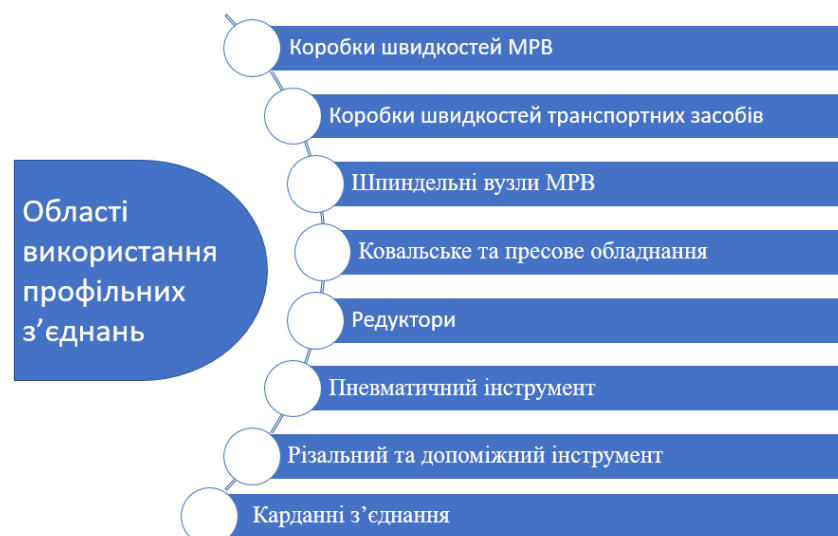 Коробки швидкостей МРВ
Коробки швидкостей транспортних засобів
Шпиндельні вузли МРВ
Області
використання
профільних
з’єднань
Ковальське та пресове обладнання
Редуктори
Пневматичний інструмент
Різальний та допоміжний інструмент
Карданні з’єднання